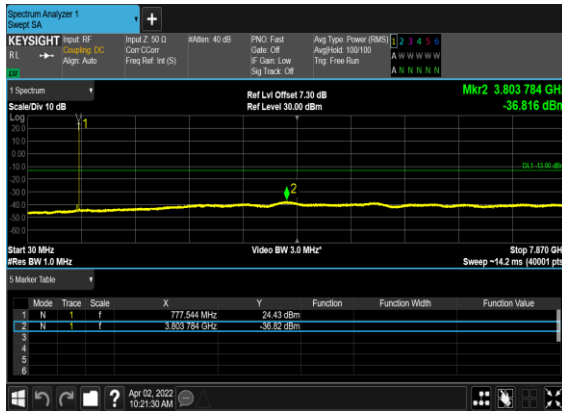 Spectrum Analyzer 1
Swept SA
+
KEYSIGHT Input: RF Input Z: 50 Ω #Atten: 40 dB PNO: Fast Avg Type: Power (RMS) 1 2 3 4 5 6
RL Coupling: DC Corr CCorr Gate: Off Avg|Hold: 100/100 A W W W W W
Align: Auto Freq Ref: Int (S) IF Gain: Low Trig: Free Run
Sig Track: Off A N N N N N
1 Spectrum Ref Lvl Offset 7.30 dB Mkr2 3.803 784 GHz
Scale/Div 10 dB Ref Level 30.00 dBm -36.816 dBm
Log
20.0 1
10.0
0.00
-10.0 DL1 -13.00 dBm
-20.0
-30.0 2
-40.0
-50.0
-60.0
Start 30 MHz Video BW 3.0 MHz* Stop 7.870 GHz
#Res BW 1.0 MHz Sweep ~14.2 ms (40001 pts)
5 Marker Table
Mode Trace Scale X Y Function Function Width Function Value
1 N 1 f 777.544 MHz 24.43 dBm
2 N 1 f 3.803 784 GHz -36.82 dBm
3
4
5
6
? Apr 02, 2022
10:21:30 AM